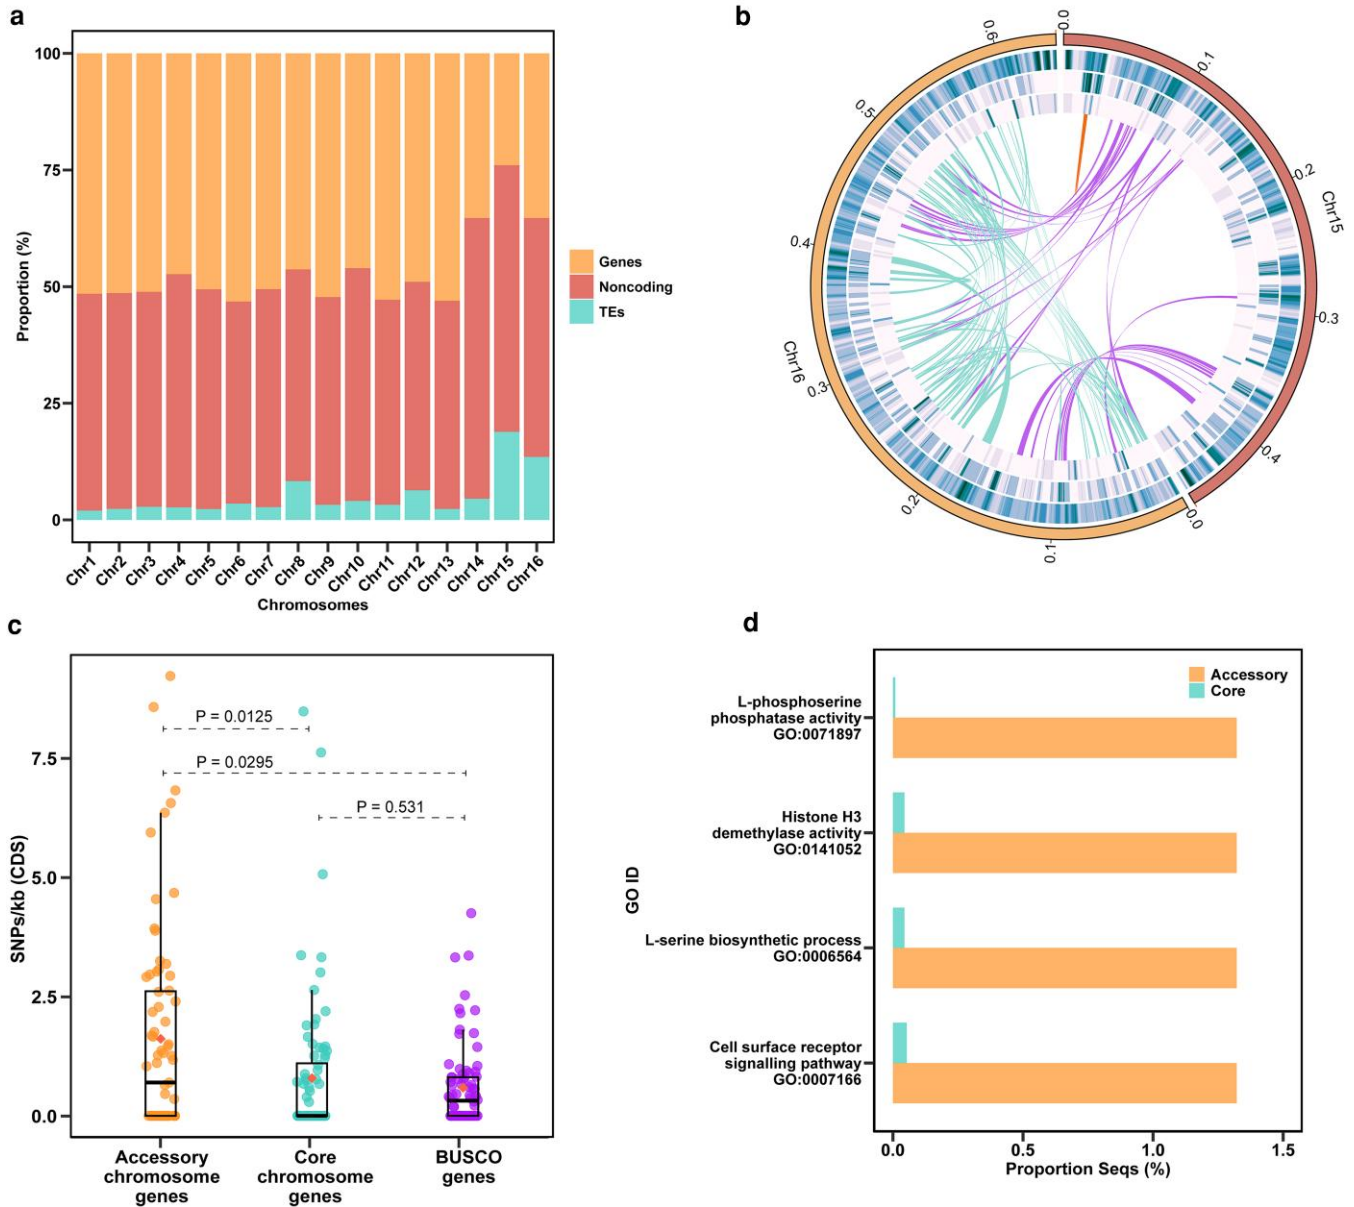 a
100
75
50
25
0
Proportion (%)
Chr1
Chr2
Chr3
Chr4
Chr5
Chr6
Chr7
Chr8
Chr9
Chr10
Chr11
Chr12
Chr13
Chr14
Chr15
Chr16
Chromosomes
Genes
Noncoding
TEs
b
0.0
0.1
0.2
Chr15
0.3
0.4
0.0
0.1
0.2
0.3
Chr16
0.4
0.5
0.6
c
7.5
5.0
2.5
0.0
SNPs/kb (CDS)
P = 0.0125
P = 0.0295
P = 0.531
Accessory
chromosome
genes
Core
chromosome
genes
BUSCO
genes
d
Accessory
Core
GO ID
L-phosphoserine
phosphatase activity
GO:0071897
Histone H3
demethylase activity
GO:0141052
L-serine biosynthetic process
GO:0006564
Cell surface receptor
signalling pathway
GO:0007166
0.0
0.5
1.0
1.5
Proportion Seqs (%)